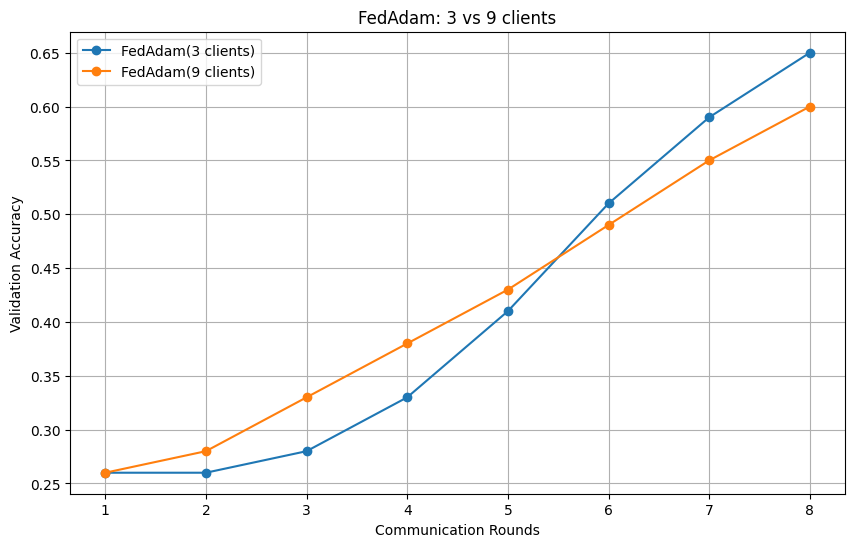 FedAdam: 3 vs 9 clients
FedAdam(3 clients)
FedAdam(9 clients)
Validation Accuracy
0.65
0.60
0.55
0.50
0.45
0.40
0.35
0.30
0.25
1 2 3 4 5 6 7 8
Communication Rounds